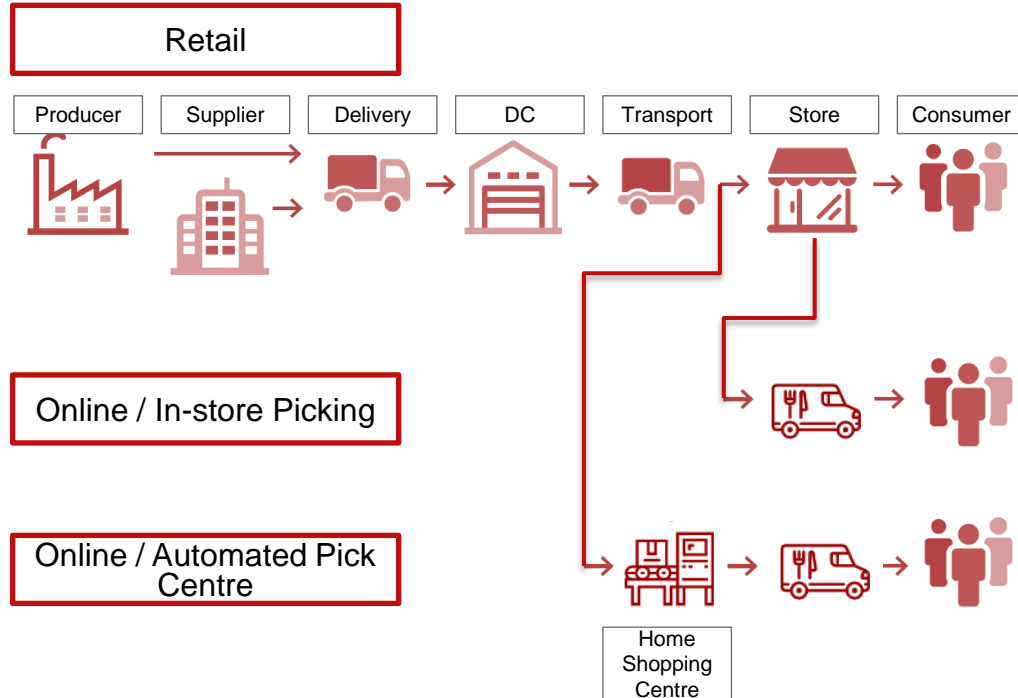 Retail
Producer
Supplier
Delivery
DC
Transport
Store
Consumer
Online / In-store Picking
Online / Automated Pick
Centre
Home
Shopping
Centre